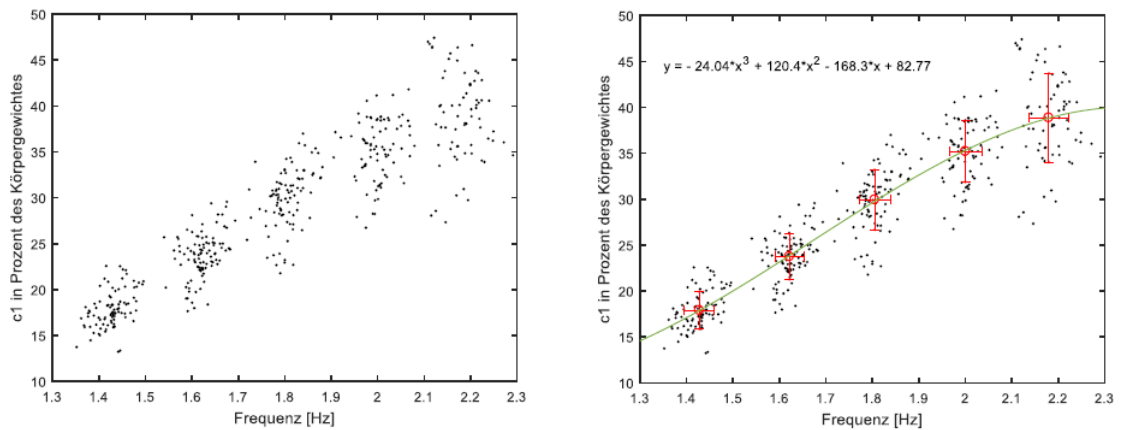 50
45
40
35
30
25
20
15
10
c1 in Prozent des Körpergewichtes
1.3 1.4 1.5 1.6 1.7 1.8 1.9 2 2.1 2.2 2.3
Frequenz [Hz]
50
45
40
35
30
25
20
15
10
c1 in Prozent des Körpergewichtes
y = - 24.04*x³ + 120.4*x² - 168.3*x + 82.77
1.3 1.4 1.5 1.6 1.7 1.8 1.9 2 2.1 2.2 2.3
Frequenz [Hz]